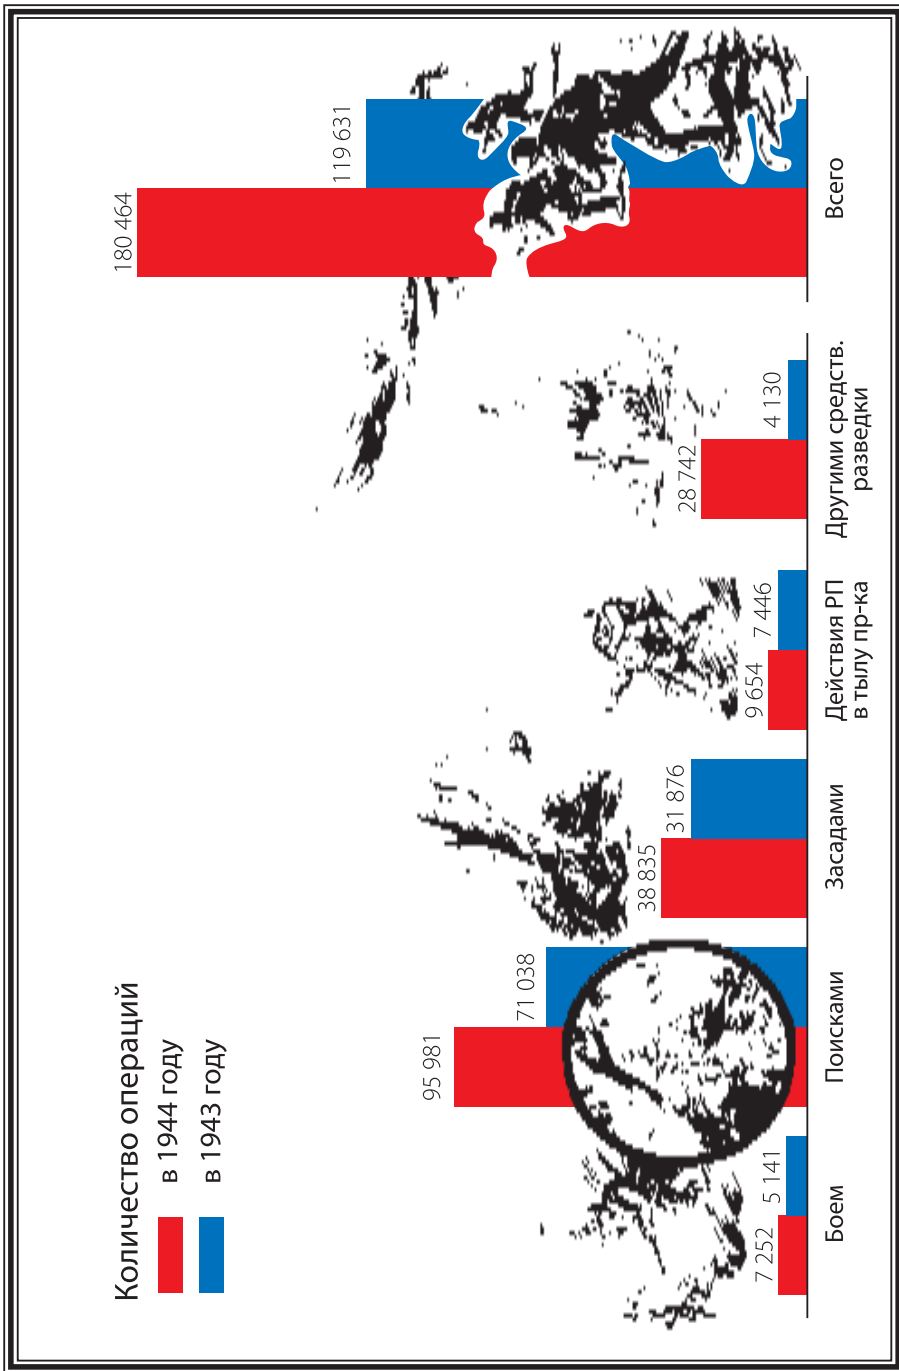 Количество операций
в 1944 году
в 1943 году
7 252
5 141
Боем
95 981
71 038
Поисками
38 835
31 876
Засадами
9 654
7 446
Действия РП
в тылу пр-ка
28 742
4 130
Другими средств.
разведки
180 464
119 631
Всего